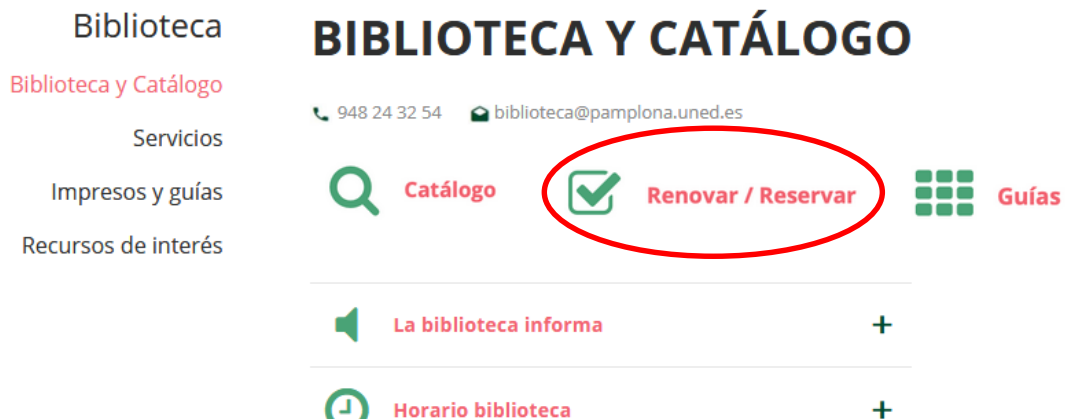 Biblioteca
Biblioteca y Catálogo
Servicios
Impresos y guías
Recursos de interés
BIBLIOTECA Y CATÁLOGO
948 24 32 54 biblioteca@pamplona.uned.es
Catálogo Renovar / Reservar Guías
La biblioteca informa +
Horario biblioteca +